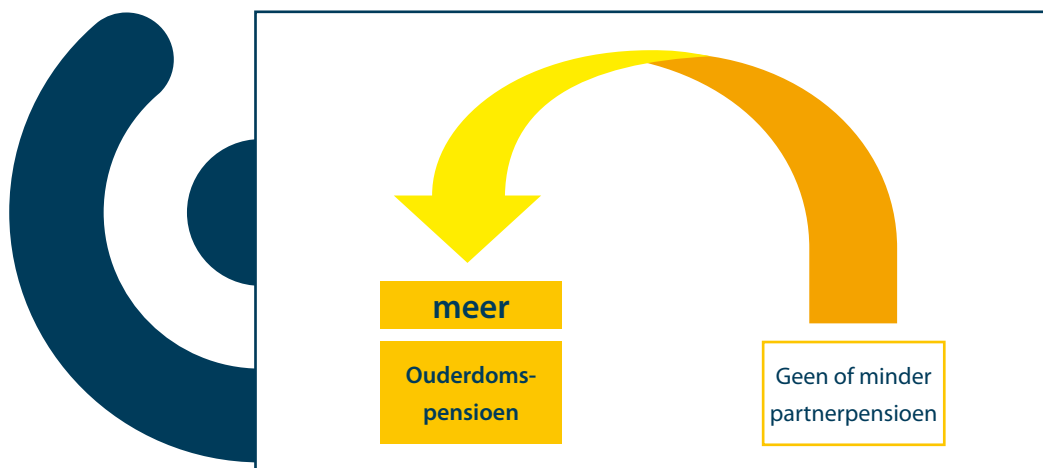 meer
Ouderdoms-
pensioen
Geen of minder
partnerpensioen